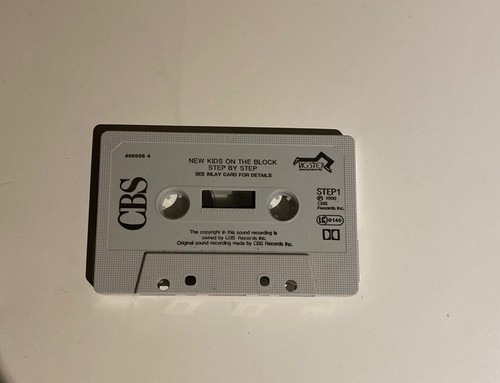 466686 4
NEW KIDS ON THE BLOCK
STEP BY STEP
SEE INLAY CARD FOR DETAILS
CBS
STEP1
℗ 1990
CBS
Records Inc.
LC 0149
The copyright in this sound recording is
owned by CBS Records Inc.
Original sound recording made by CBS Records Inc.